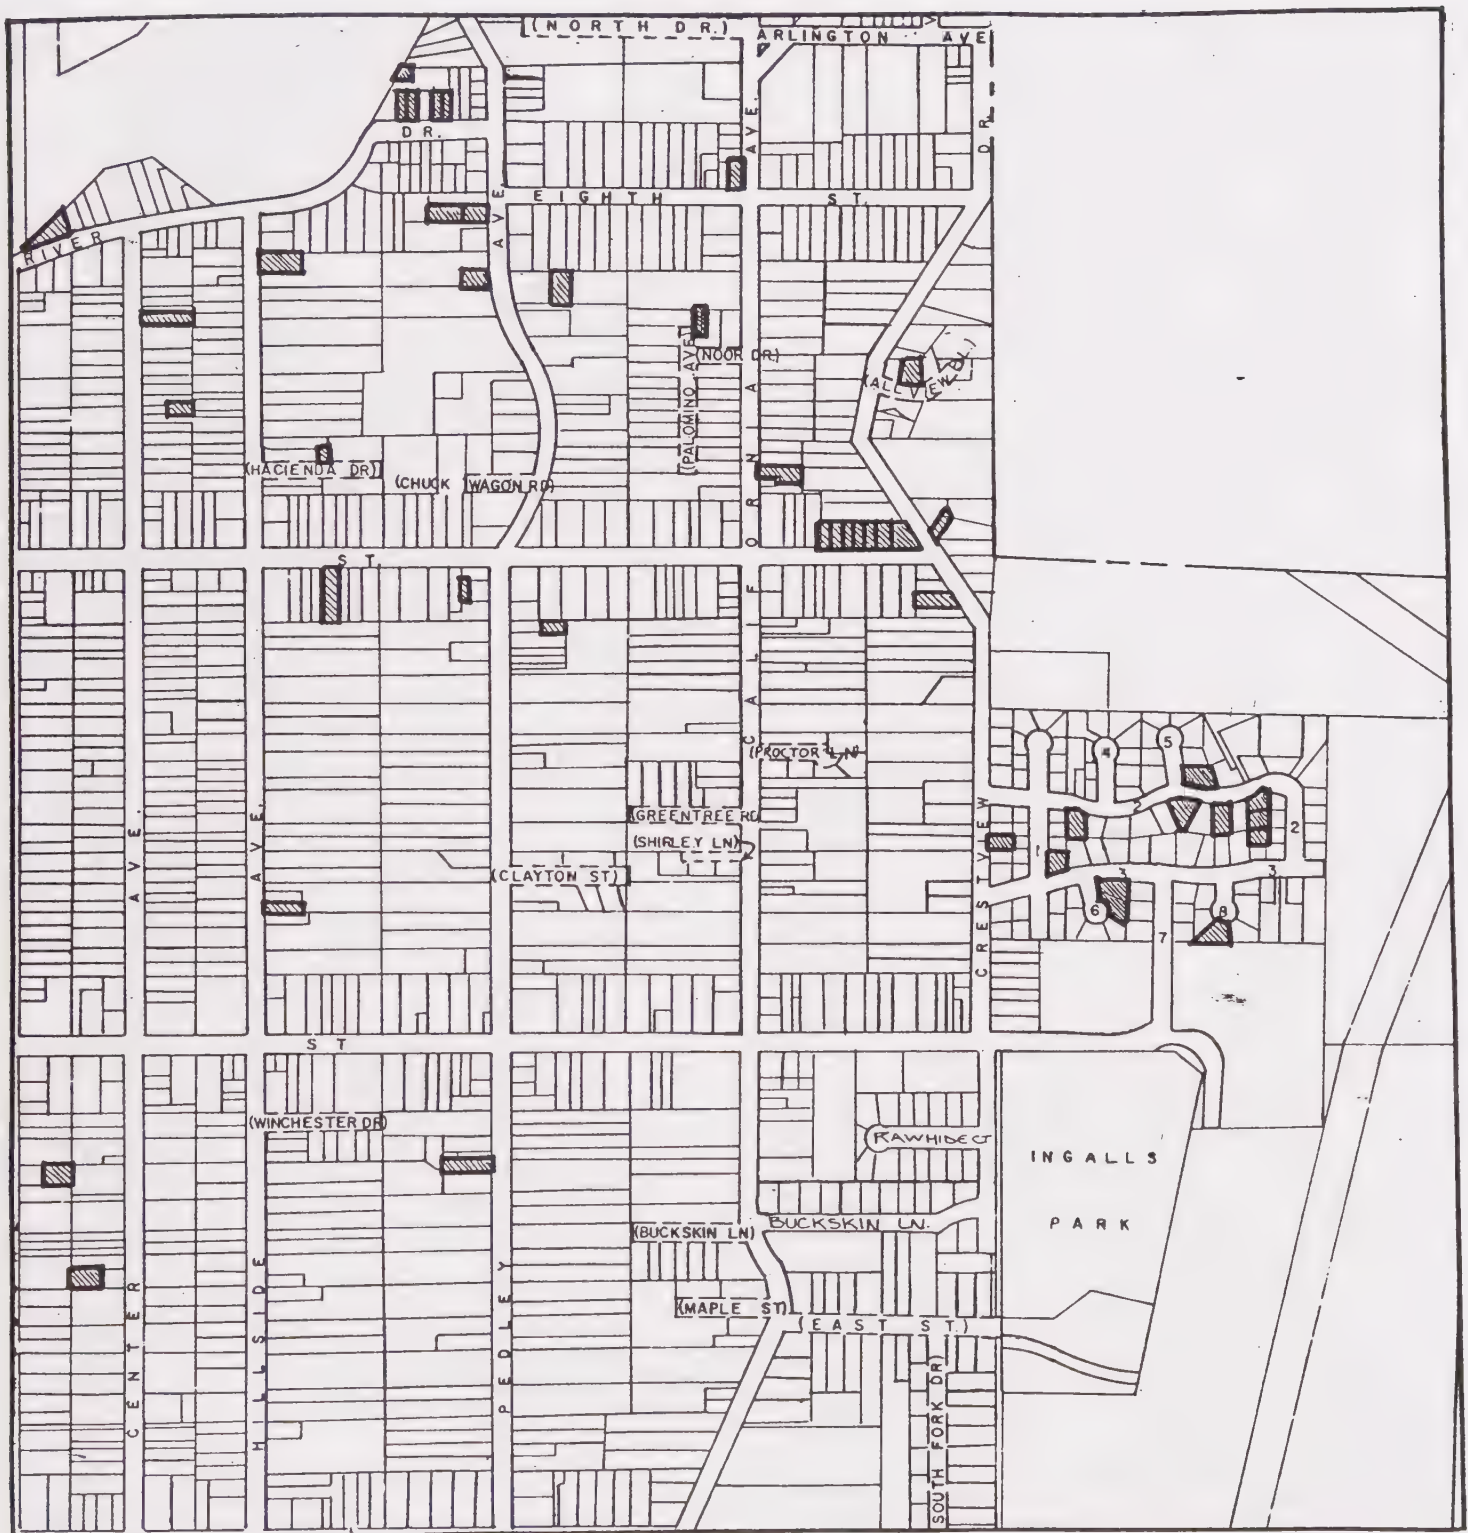 (NORTH DR.)
ARLINGTON AVE
DR.
AVE.
DR.
EIGHTH ST.
AVE.
RIVER
(NOOR DR.)
(PALOMINO AVE)
(HACIENDA DR)
(CHUCK WAGON RD)
ST.
CALIFORNIA
(PROCTOR LN)
(GREENTREE RD
(SHIRLEY LN)
(CLAYTON ST)
AVE.
AVE.
CRESTVIEW
4
5
2
2
1
3
3
6
8
7
ST
(WINCHESTER DR)
RAWHIDE CT
INGALLS
PARK
BUCKSKIN LN.
(BUCKSKIN LN)
(MAPLE ST)
(EAST ST.)
CENTER
HILLSIDE
PEDLEY
SOUTH FORK DR)